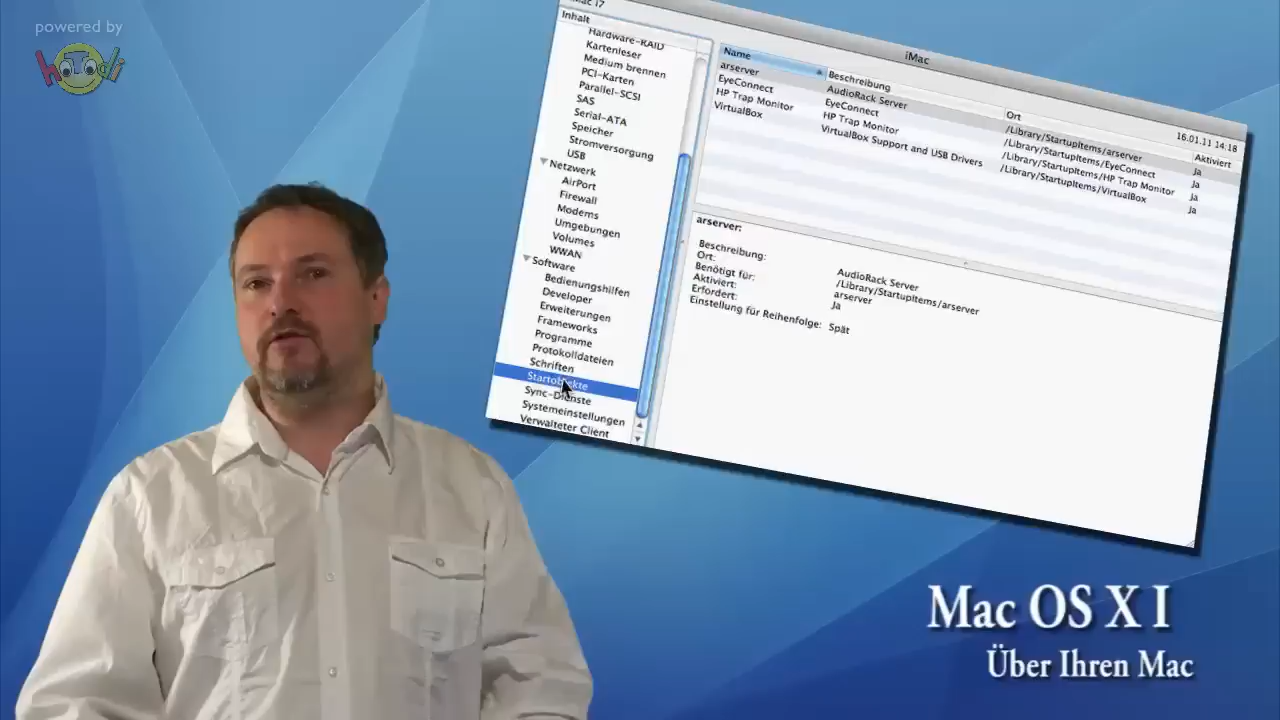 powered by
hotodi
iMac i7
iMac
16.01.11 14:18
Inhalt
Hardware-RAID
Kartenleser
Medium brennen
PCI-Karten
Parallel-SCSI
SAS
Serial-ATA
Speicher
Stromversorgung
USB
Netzwerk
AirPort
Firewall
Modems
Umgebungen
Volumes
WWAN
Software
Bedienungshilfen
Developer
Erweiterungen
Frameworks
Programme
Protokolldateien
Schriften
Startobjekte
Sync-Dienste
Systemeinstellungen
Verwalteter Client
Name Beschreibung Ort Aktiviert
arserver AudioRack Server /Library/StartupItems/arserver Ja
EyeConnect EyeConnect /Library/StartupItems/EyeConnect Ja
HP Trap Monitor HP Trap Monitor /Library/StartupItems/HP Trap Monitor Ja
VirtualBox VirtualBox Support and USB Drivers /Library/StartupItems/VirtualBox Ja
arserver:
Beschreibung: AudioRack Server
Ort: /Library/StartupItems/arserver
Benötigt für: arserver
Aktiviert: Ja
Erfordert:
Einstellung für Reihenfolge: Spät
Mac OS X I
Über Ihren Mac